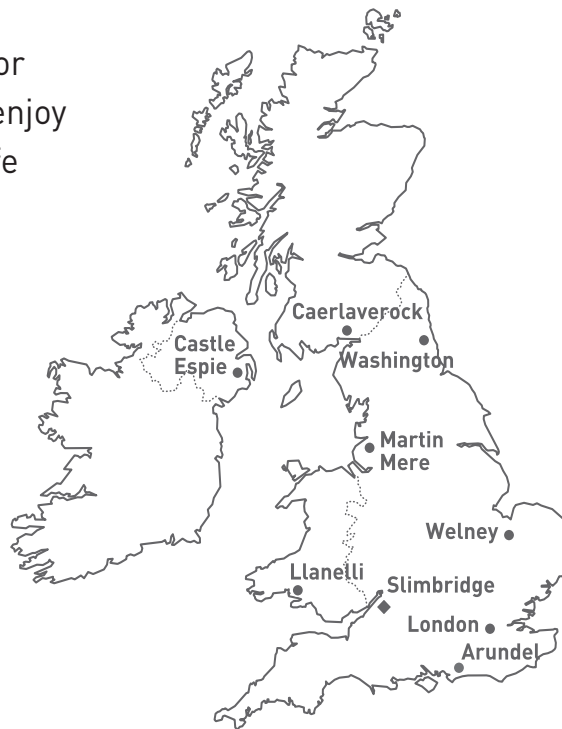 or
enjoy
Caerlaverock
Castle
Espie
Washington
Martin
Mere
Welney
Llanelli
Slimbridge
London
Arundel